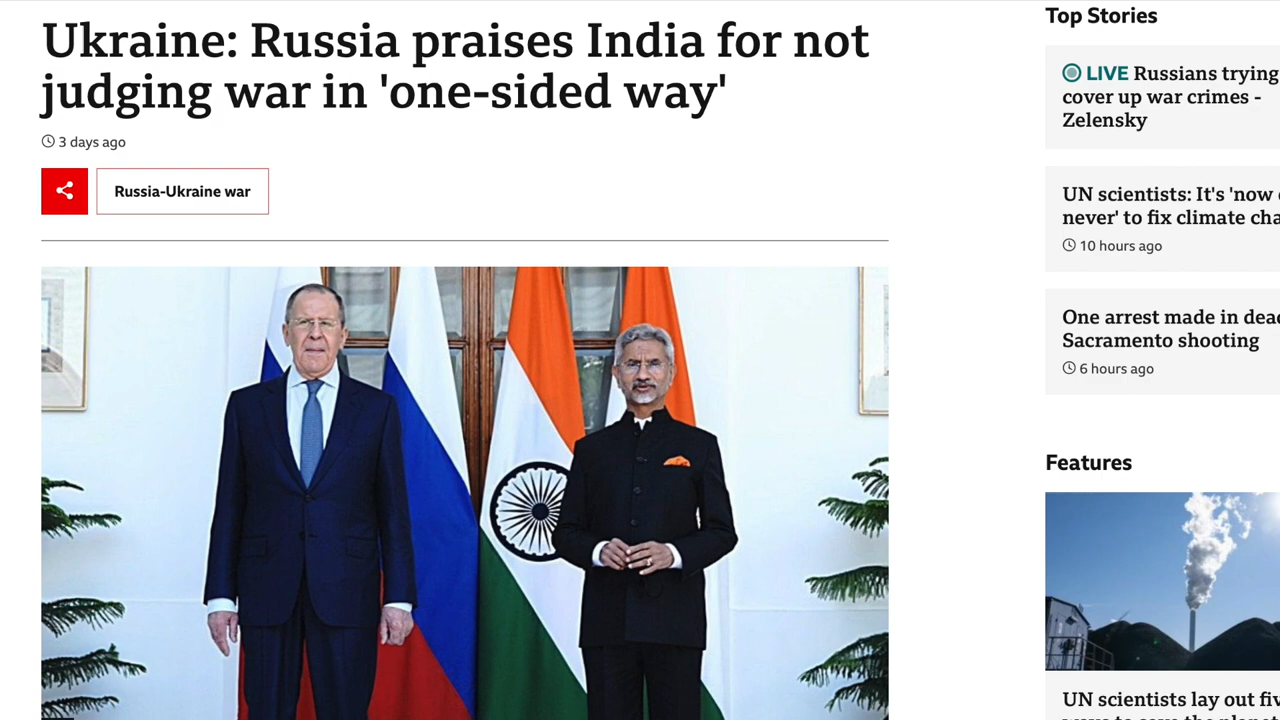 Ukraine: Russia praises India for not
judging war in 'one-sided way'
3 days ago
Russia-Ukraine war
Top Stories
LIVE Russians trying
cover up war crimes -
Zelensky
UN scientists: It's 'now
never' to fix climate
10 hours ago
One arrest made in
Sacramento shooting
6 hours ago
Features
UN scientists lay out